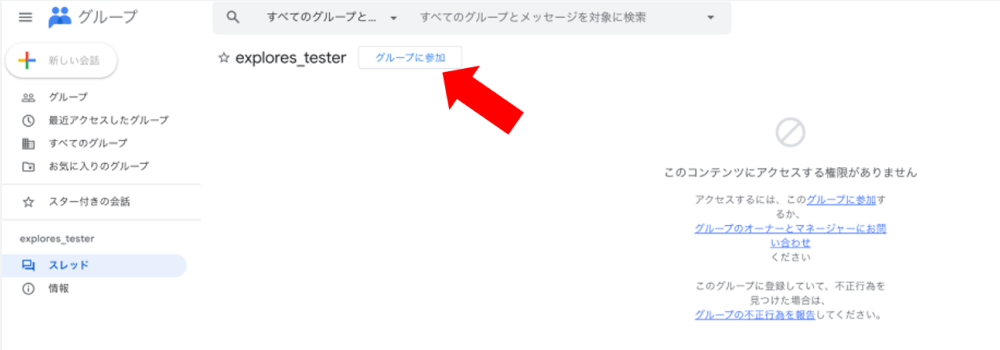 グループ
すべてのグループと... すべてのグループとメッセージを対象に検索
新しい会話
explores_tester グループに参加
グループ
最近アクセスしたグループ
すべてのグループ
お気に入りのグループ
スター付きの会話
explores_tester
スレッド
情報
このコンテンツにアクセスする権限がありません
アクセスするには、このグループに参加す
るか、
グループのオーナーとマネージャーにお問
い合わせ
ください
このグループに登録していて、不正行為を
見つけた場合は、
グループの不正行為を報告してください。